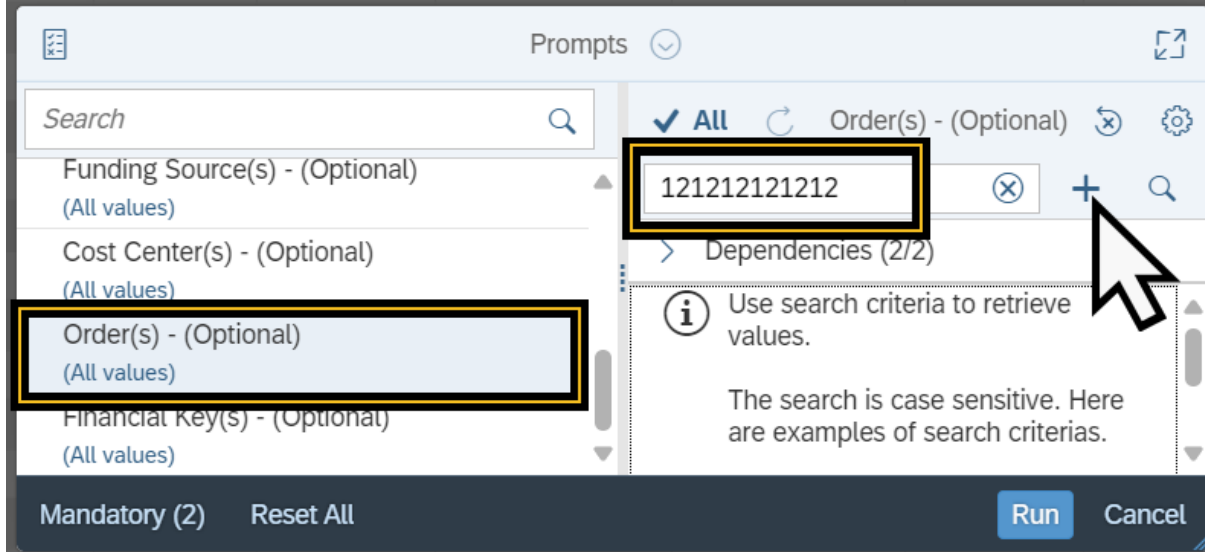 Prompts
Search
All
Order(s) - (Optional)
Funding Source(s) - (Optional)
(All values)
121212121212
Cost Center(s) - (Optional)
(All values)
Dependencies (2/2)
Order(s) - (Optional)
(All values)
Use search criteria to retrieve
values.
The search is case sensitive. Here
are examples of search criterias.
Financial Key(s) - (Optional)
(All values)
Mandatory (2)
Reset All
Run
Cancel